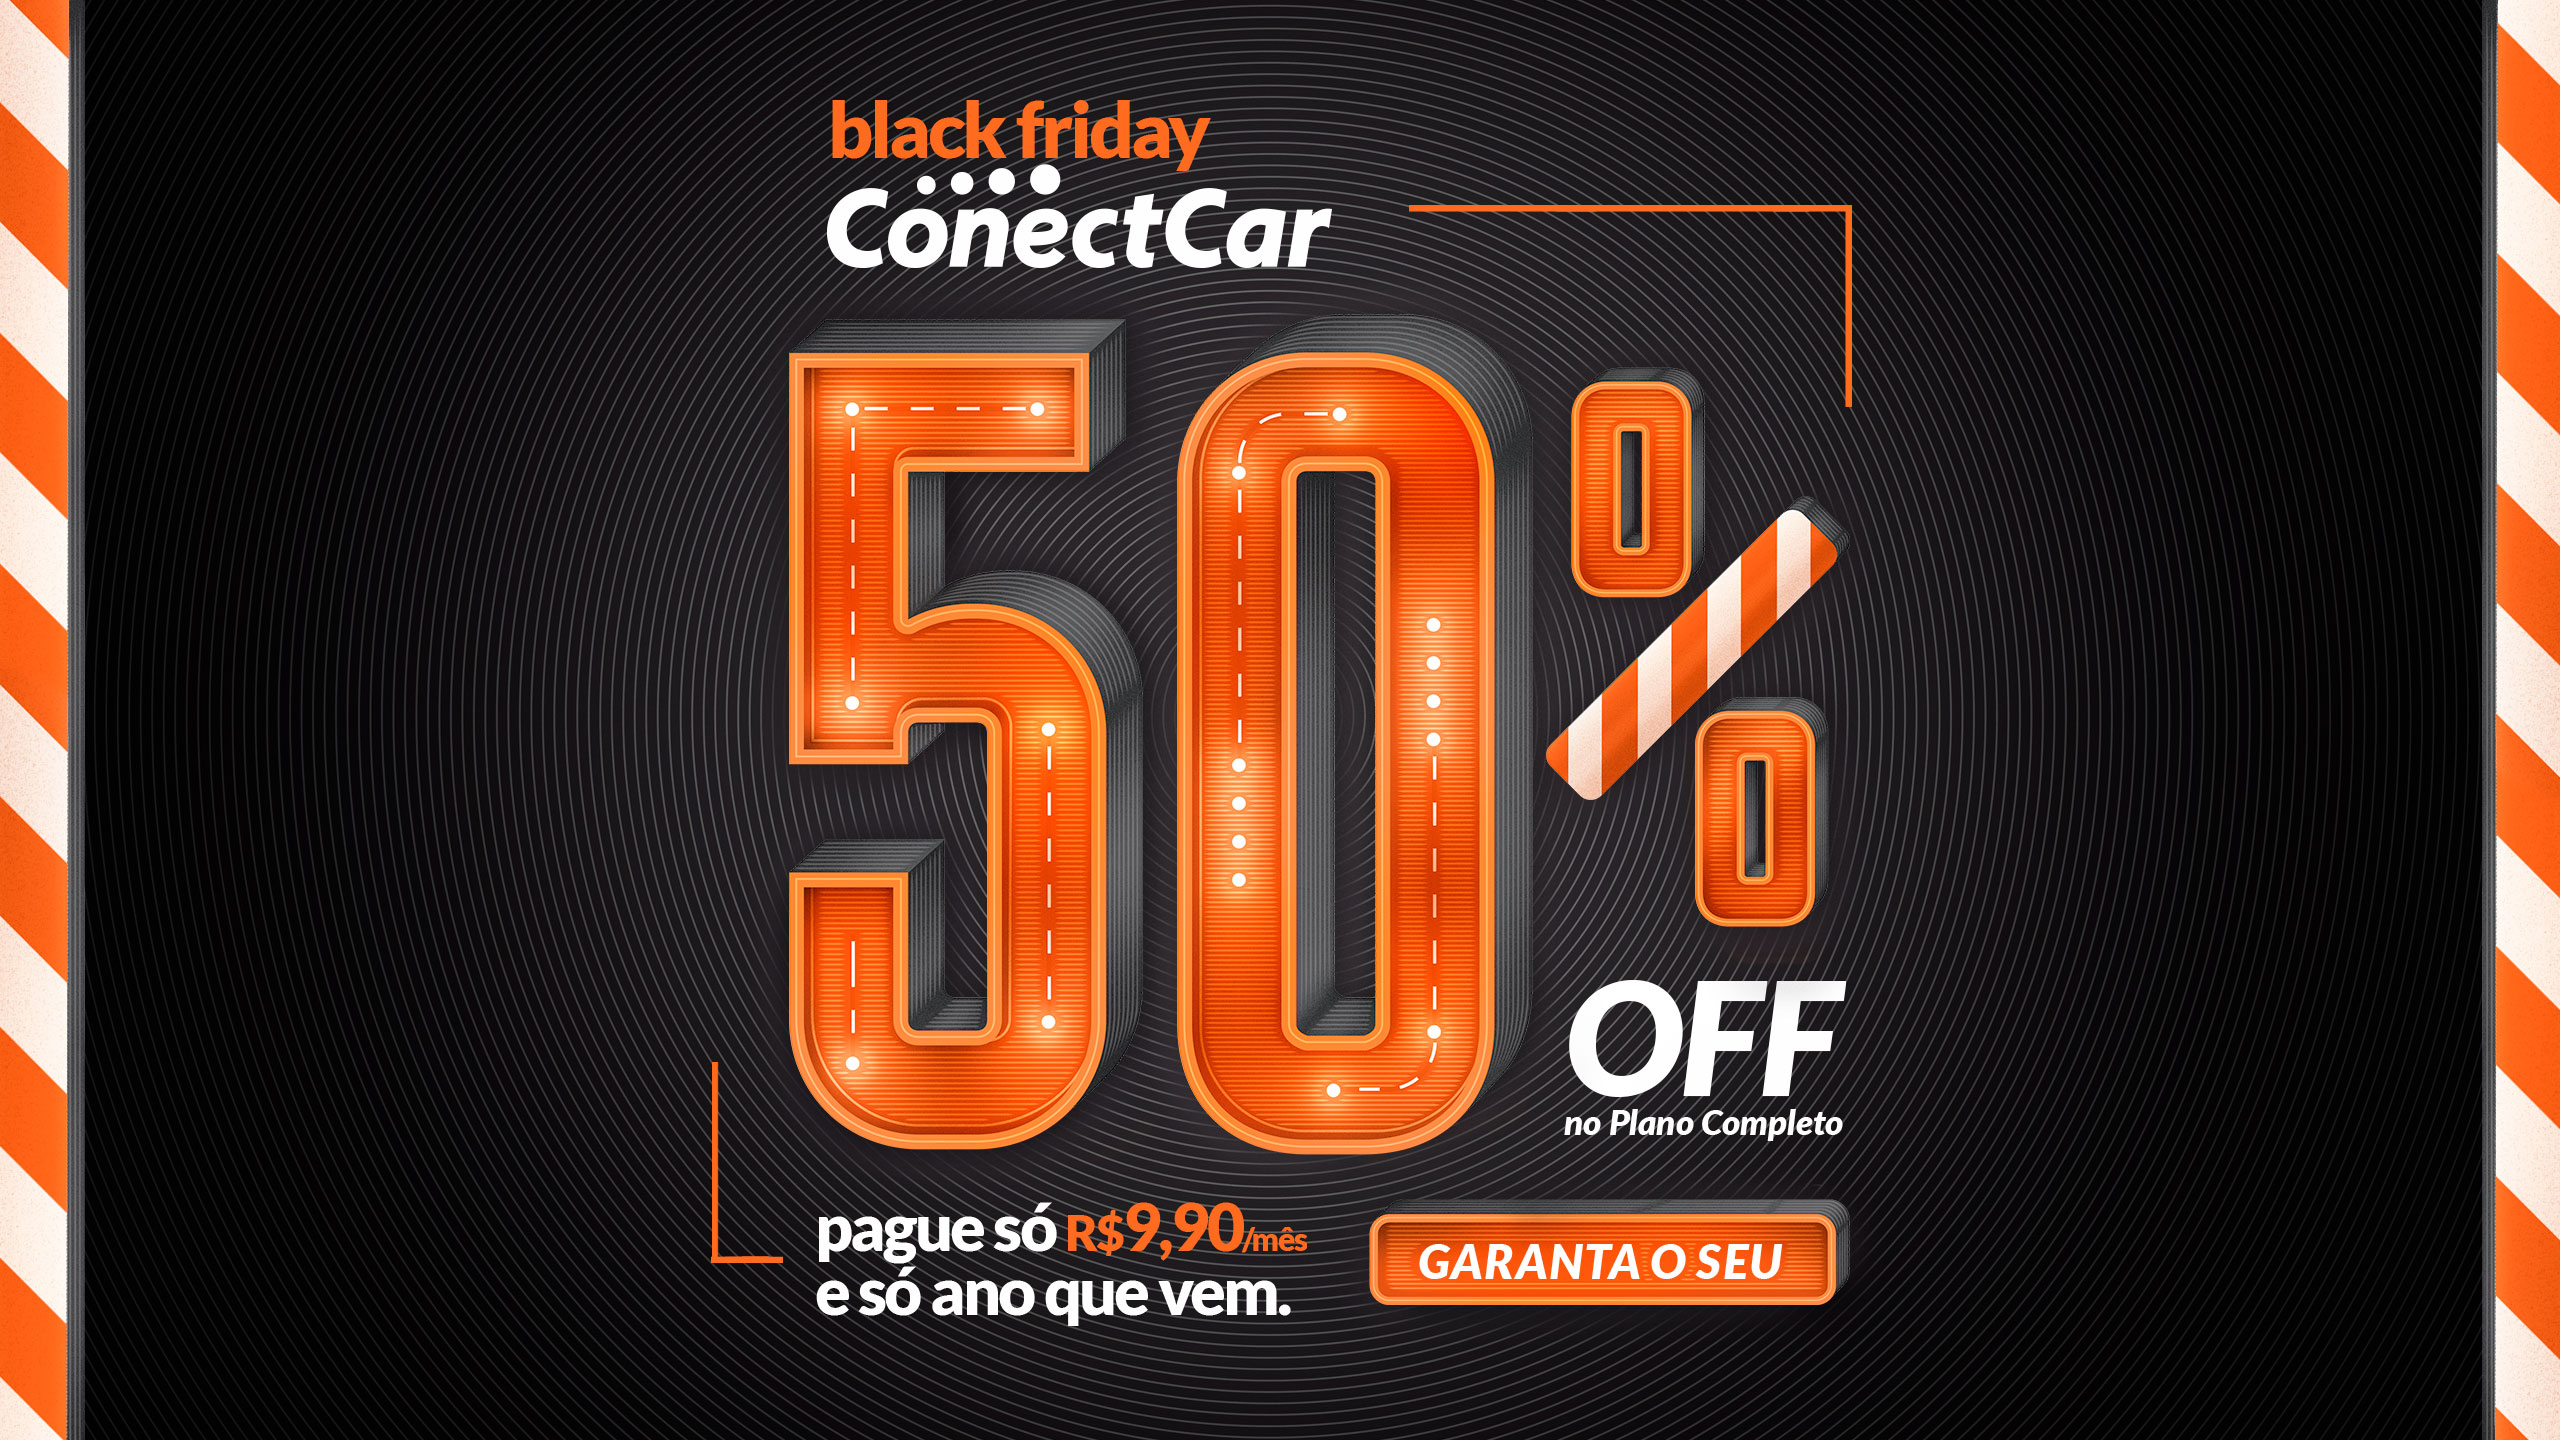 black friday
ConectCar
50%
OFF
no Plano Completo
pague só R$9,90/mês
e só ano que vem.
GARANTA O SEU